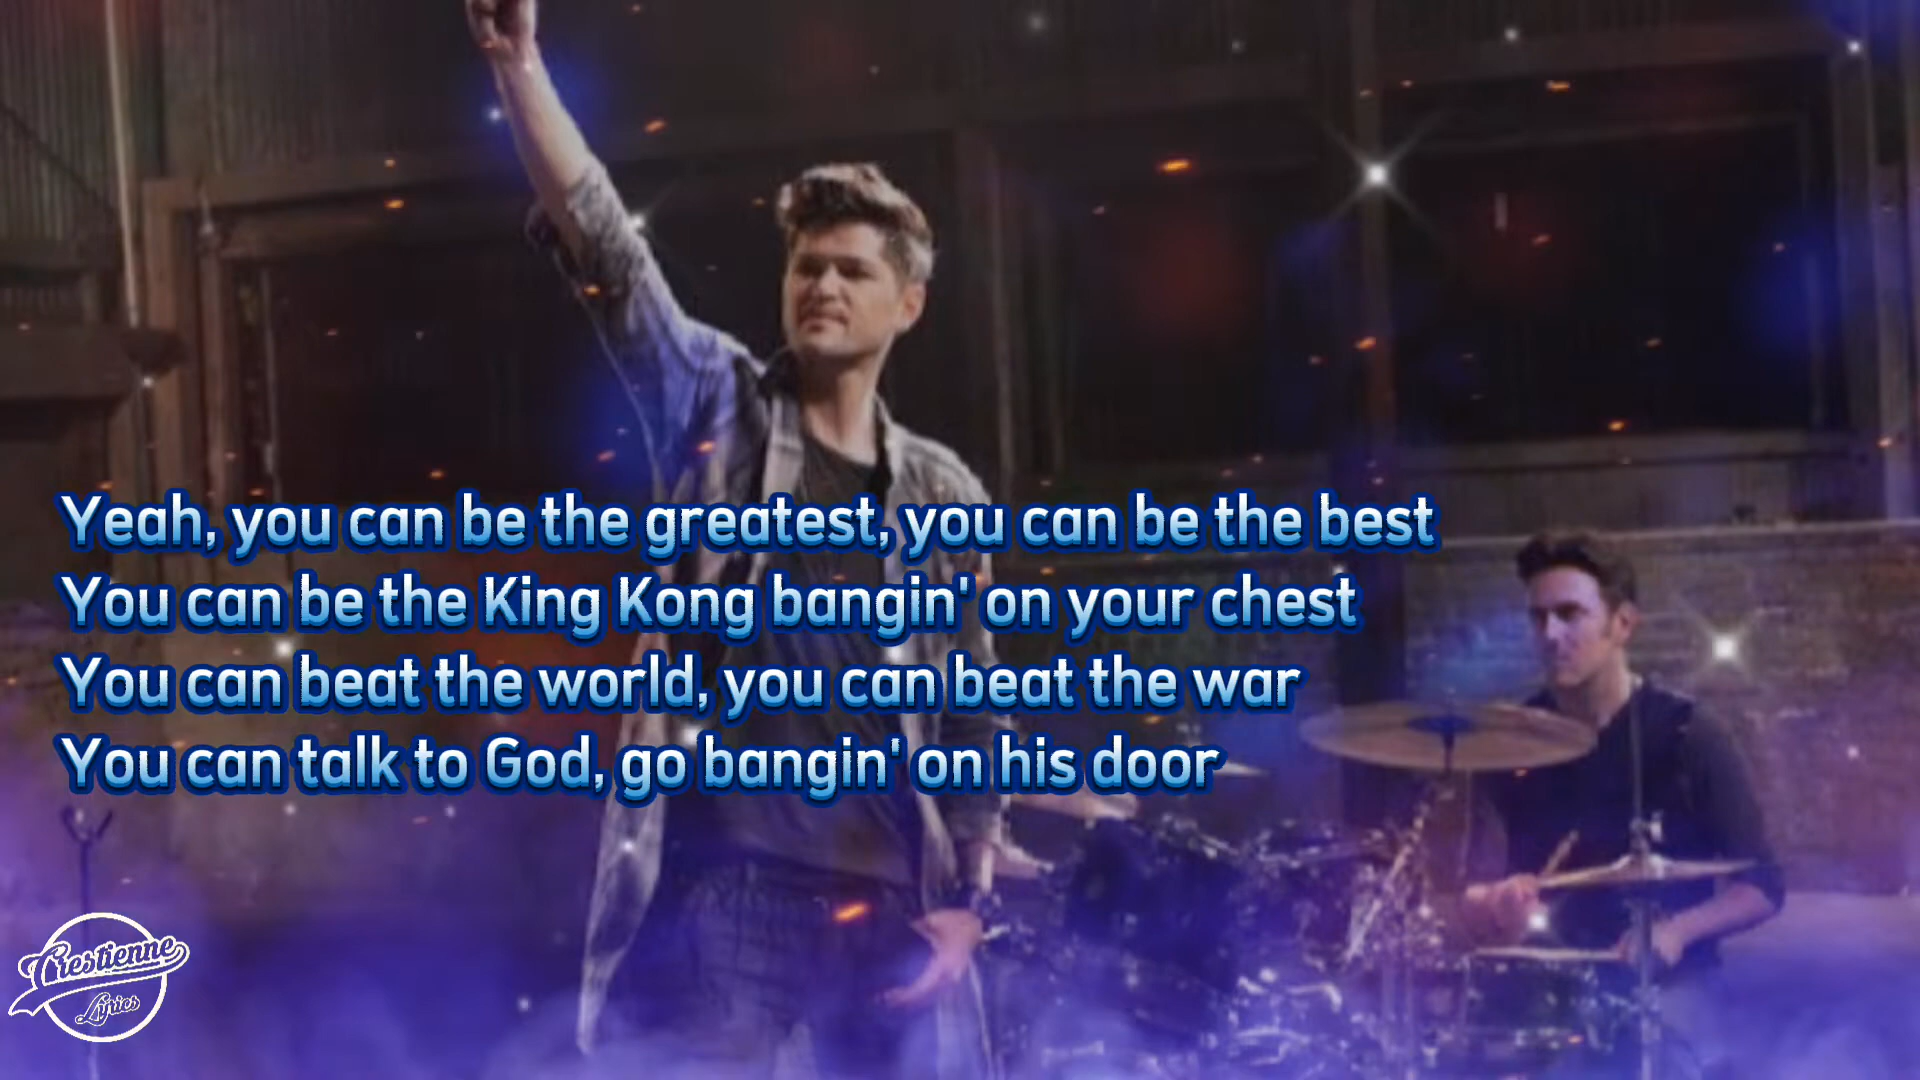 Yeah, you can be the greatest, you can be the best
You can be the King Kong bangin' on your chest
You can beat the world, you can beat the war
You can talk to God, go bangin' on his door
Crestienne
Lyrics